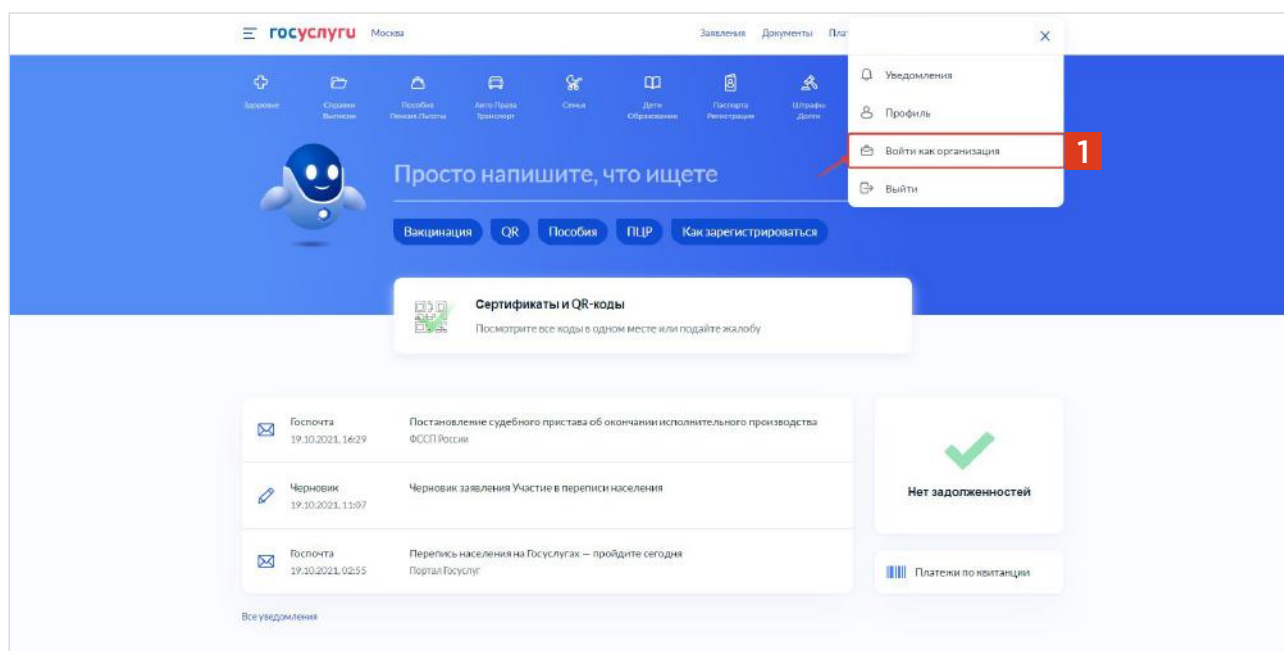 госуслуги
Москва
Заявления Документы
Здоровье
Справки
Выписки
Пособия
Пенсия Льготы
Авто Права
Транспорт
Семья
Дети
Образование
Паспорта
Регистрация
Штрафы
Долги
Уведомления
Профиль
Войти как организация
1
Выйти
Просто напишите, что ищете
Вакцинация QR Пособия ПЦР Как зарегистрироваться
Сертификаты и QR-коды
Посмотрите все коды в одном месте или подайте жалобу
Госпочта
19.10.2021, 16:29
Постановление судебного пристава об окончании исполнительного производства
ФССП России
Черновик
19.10.2021, 11:07
Черновик заявления Участие в переписи населения
Госпочта
19.10.2021, 02:55
Перепись населения на Госуслугах — пройдите сегодня
Портал Госуслуг
Нет задолженностей
Платежи по квитанции
Все уведомления